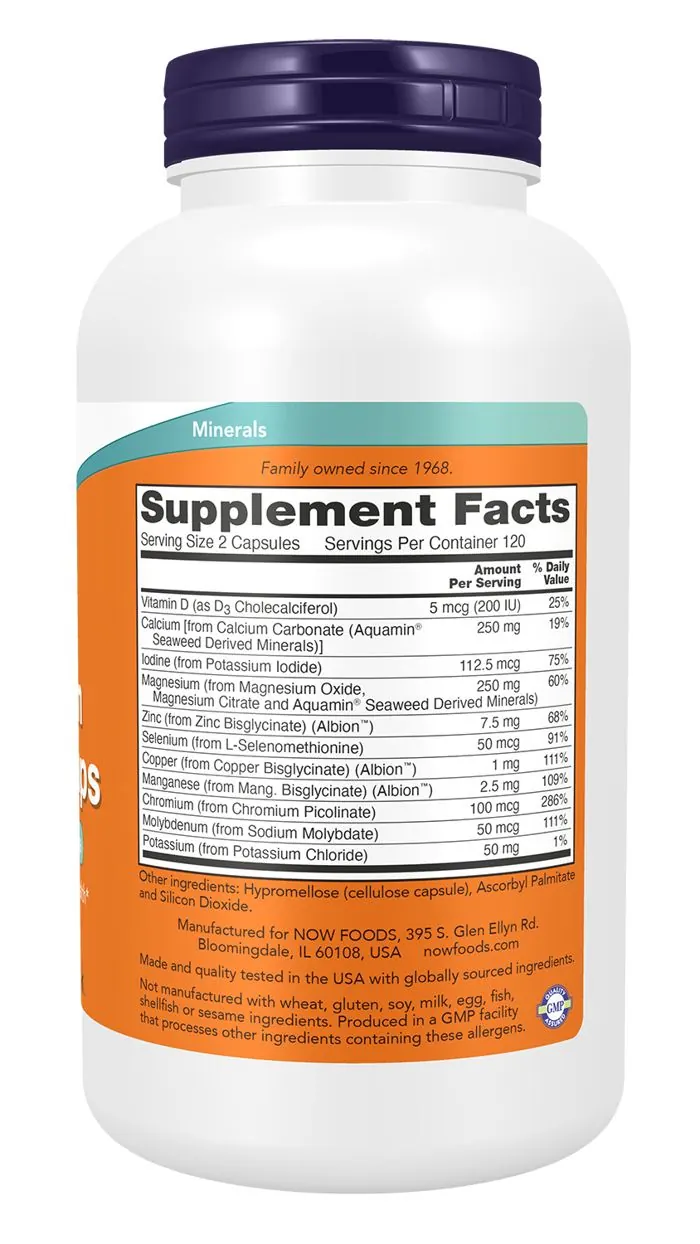 Minerals
Family owned since 1968.
Supplement Facts
Serving Size 2 Capsules Servings Per Container 120
Amount Per Serving % Daily Value
Vitamin D (as D3 Cholecalciferol) 5 mcg (200 IU) 25%
Calcium [from Calcium Carbonate (Aquamin® 250 mg 19%
Seaweed Derived Minerals)]
Iodine (from Potassium Iodide) 112.5 mcg 75%
Magnesium (from Magnesium Oxide, 250 mg 60%
Magnesium Citrate and Aquamin® Seaweed Derived Minerals)
Zinc (from Zinc Bisglycinate) (Albion™) 7.5 mg 68%
Selenium (from L-Selenomethionine) 50 mcg 91%
Copper (from Copper Bisglycinate) (Albion™) 1 mg 111%
Manganese (from Mang. Bisglycinate) (Albion™) 2.5 mg 109%
Chromium (from Chromium Picolinate) 100 mcg 286%
Molybdenum (from Sodium Molybdate) 50 mcg 111%
Potassium (from Potassium Chloride) 50 mg 1%
Other ingredients: Hypromellose (cellulose capsule), Ascorbyl Palmitate
and Silicon Dioxide.
Manufactured for NOW FOODS, 395 S. Glen Ellyn Rd.
Bloomingdale, IL 60108, USA nowfoods.com
Made and quality tested in the USA with globally sourced ingredients.
Not manufactured with wheat, gluten, soy, milk, egg, fish,
shellfish or sesame ingredients. Produced in a GMP facility
that processes other ingredients containing these allergens.
QUALITY
GMP
ASSURED